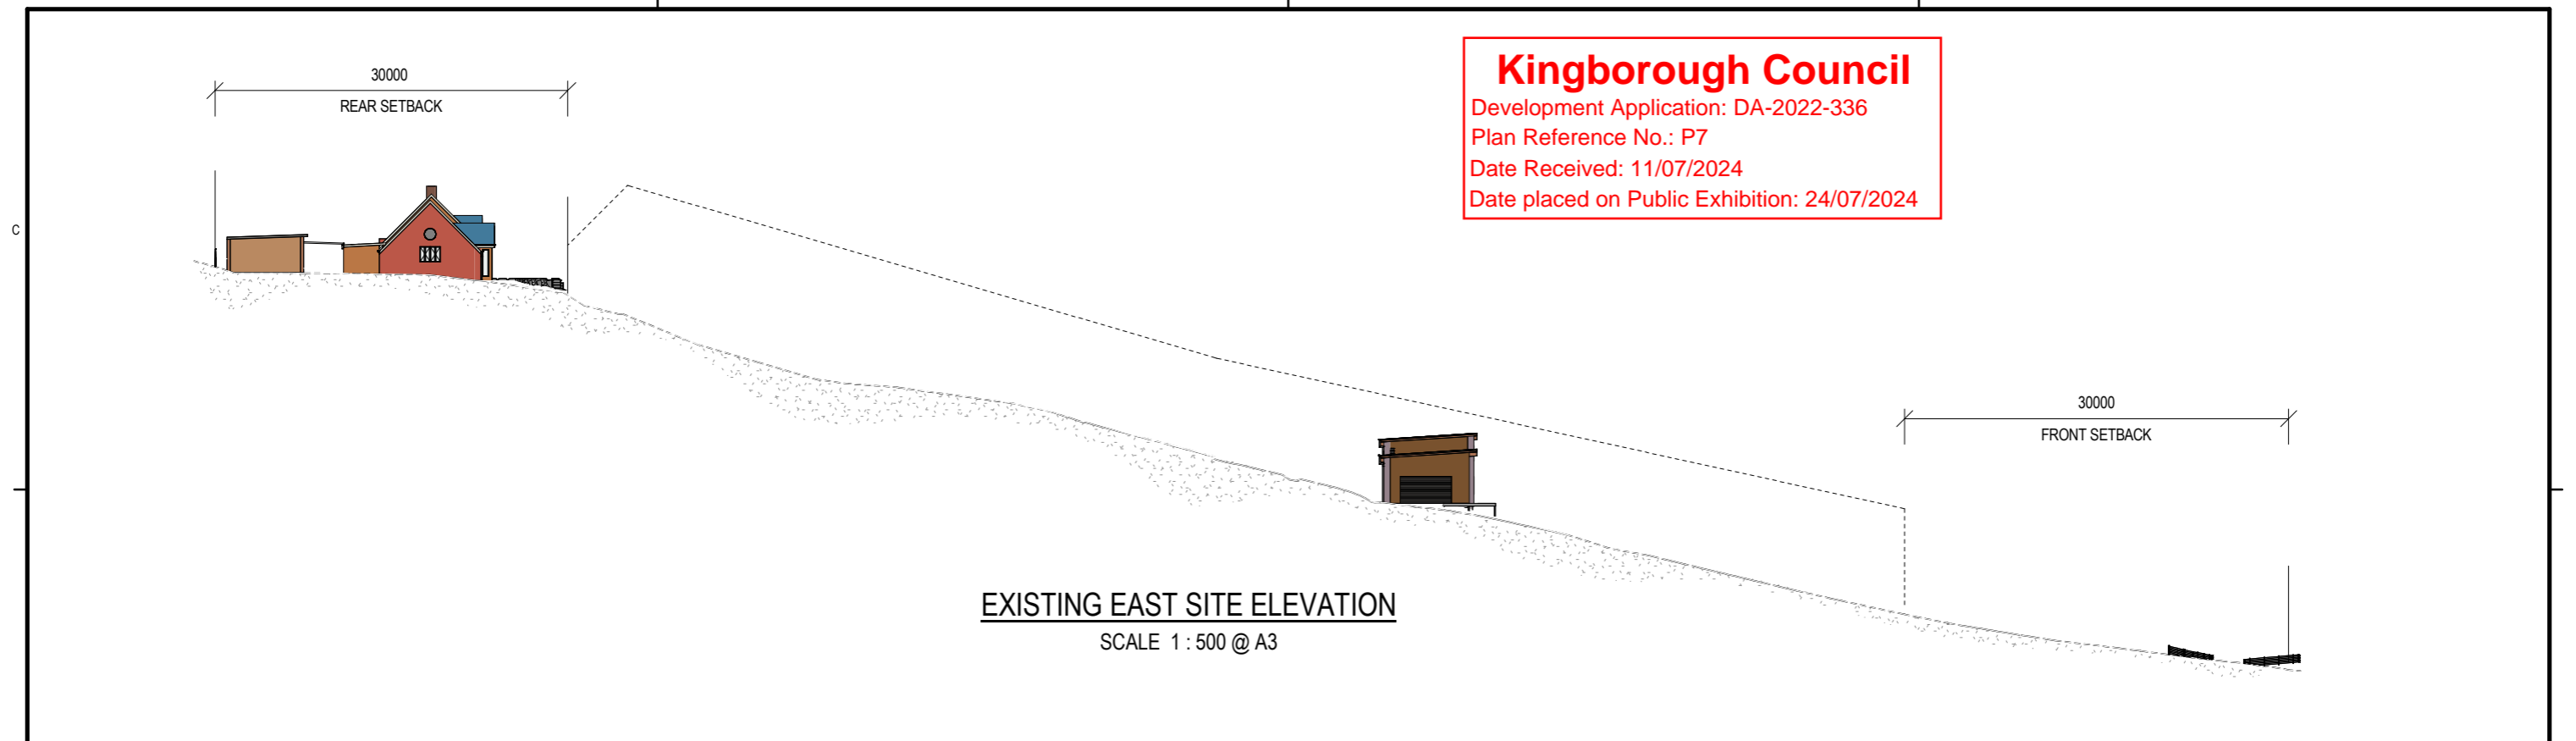 30000
REAR SETBACK
Kingborough Council
Development Application: DA-2022-336
Plan Reference No.: P7
Date Received: 11/07/2024
Date placed on Public Exhibition: 24/07/2024
C
30000
FRONT SETBACK
EXISTING EAST SITE ELEVATION
SCALE 1 : 500 @ A3